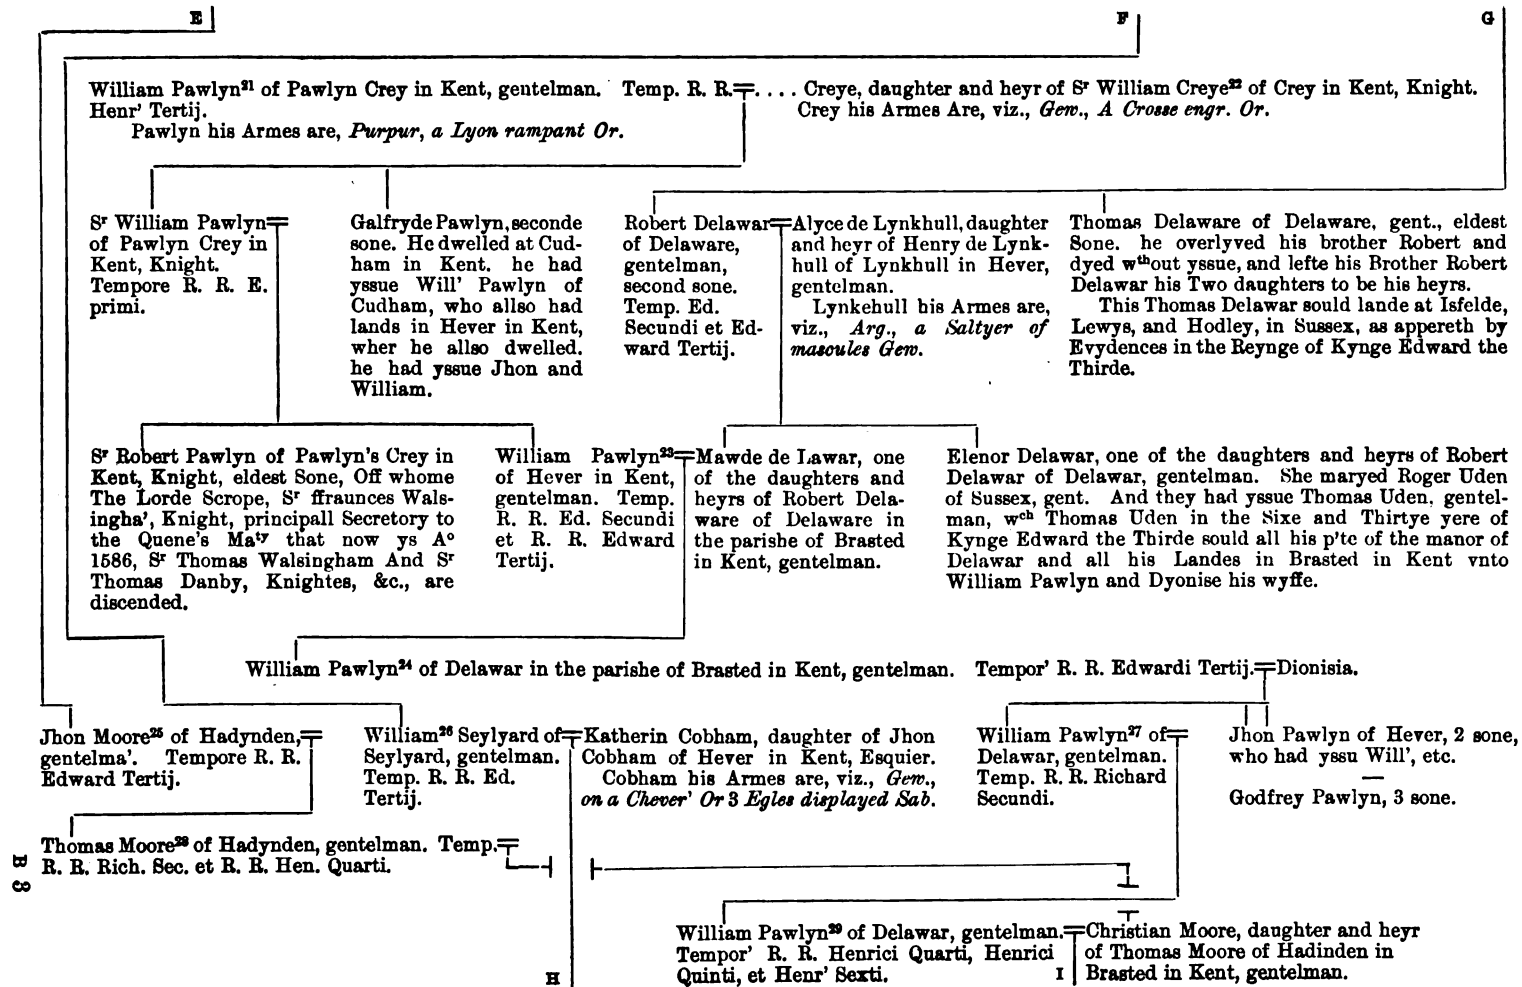 E
F
G
William Pawlyn²¹ of Pawlyn Crey in Kent, gentelman. Temp. R. R.
Henr' Tertij.
Pawlyn his Armes are, Purpur, a Lyon rampant Or.
.... Creye, daughter and heyr of Sʳ William Creye²² of Crey in Kent, Knight.
Crey his Armes Are, viz., Gew., A Crosse engr. Or.
Sʳ William Pawlyn
of Pawlyn Crey in
Kent, Knight.
Tempore R. R. E.
primi.
Galfryde Pawlyn, seconde
sone. He dwelled at Cud-
ham in Kent. he had
yssue Will' Pawlyn of
Cudham, who allso had
lands in Hever in Kent,
wher he allso dwelled.
he had yssue Jhon and
William.
Robert Delawar
of Delaware,
gentelman,
second sone.
Temp. Ed.
Secundi et Ed-
ward Tertij.
Alyce de Lynkhull, daughter
and heyr of Henry de Lynk-
hull of Lynkhull in Hever,
gentelman.
Lynkehull his Armes are,
viz., Arg., a Saltyer of
mascules Gew.
Thomas Delaware of Delaware, gent., eldest
Sone. he overlyved his brother Robert and
dyed wᵗʰout yssue, and lefte his Brother Robert
Delawar his Two daughters to be his heyrs.
This Thomas Delawar sould lande at Isfelde,
Lewys, and Hodley, in Sussex, as appereth by
Evydences in the Reynge of Kynge Edward the
Thirde.
Sʳ Robert Pawlyn of Pawlyn's Crey in
Kent, Knight, eldest Sone, Off whome
The Lorde Scrope, Sʳ ffraunces Wals-
ingha', Knight, principall Secretory to
the Quene's Maᵗʸ that now ys Aº
1586, Sʳ Thomas Walsingham And Sʳ
Thomas Danby, Knightes, &c., are
discended.
William Pawlyn²³
of Hever in Kent,
gentelman. Temp.
R. R. Ed. Secundi
et R. R. Edward
Tertij.
Mawde de Lawar, one
of the daughters and
heyrs of Robert Dela-
ware of Delaware in
the parishe of Brasted
in Kent, gentelman.
Elenor Delawar, one of the daughters and heyrs of Robert
Delawar of Delawar, gentelman. She maryed Roger Uden
of Sussex, gent. And they had yssue Thomas Uden, gentel-
man, wᶜʰ Thomas Uden in the Sixe and Thirtye yere of
Kynge Edward the Thirde sould all his p'te of the manor of
Delawar and all his Landes in Brasted in Kent vnto
William Pawlyn and Dyonise his wyffe.
William Pawlyn²⁴ of Delawar in the parishe of Brasted in Kent, gentelman. Tempor' R. R. Edwardi Tertij.
Dionisia.
Jhon Moore²⁵ of Hadynden,
gentelma'. Tempore R. R.
Edward Tertij.
William²⁶ Seylyard of
Seylyard, gentelman.
Temp. R. R. Ed.
Tertij.
Katherin Cobham, daughter of Jhon
Cobham of Hever in Kent, Esquier.
Cobham his Armes are, viz., Gew.,
on a Chever' Or 3 Egles displayed Sab.
William Pawlyn²⁷ of
Delawar, gentelman.
Temp. R. R. Richard
Secundi.
Jhon Pawlyn of Hever, 2 sone,
who had yssu Will', etc.
Godfrey Pawlyn, 3 sone.
Thomas Moore²⁸ of Hadynden, gentelman. Temp.
R. R. Rich. Sec. et R. R. Hen. Quarti.
B 3
William Pawlyn²⁹ of Delawar, gentelman.
Tempor' R. R. Henrici Quarti, Henrici
Quinti, et Henr' Sexti.
Christian Moore, daughter and heyr
of Thomas Moore of Hadinden in
Brasted in Kent, gentelman.
H
I